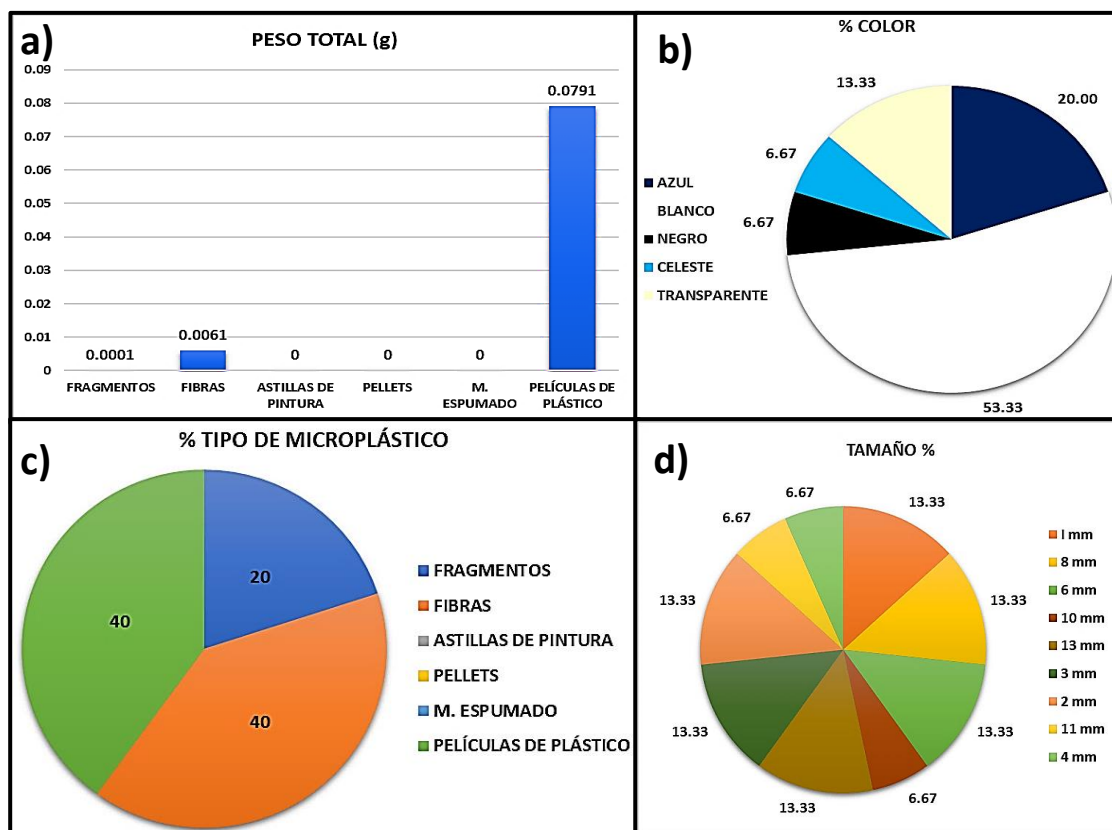 a)
PESO TOTAL (g)
0.09
0.08
0.07
0.06
0.05
0.04
0.03
0.02
0.01
0
0.0001
0.0061
0
0
0
0.0791
FRAGMENTOS
FIBRAS
ASTILLAS DE
PINTURA
PELLETS
M.
ESPUMADO
PELÍCULAS DE
PLÁSTICO
b)
% COLOR
13.33
20.00
6.67
6.67
53.33
AZUL
BLANCO
NEGRO
CELESTE
TRANSPARENTE
c)
% TIPO DE MICROPLÁSTICO
20
40
40
FRAGMENTOS
FIBRAS
ASTILLAS DE PINTURA
PELLETS
M. ESPUMADO
PELÍCULAS DE PLÁSTICO
d)
TAMAÑO %
6.67
13.33
6.67
13.33
13.33
13.33
13.33
13.33
6.67
I mm
8 mm
6 mm
10 mm
13 mm
3 mm
2 mm
11 mm
4 mm